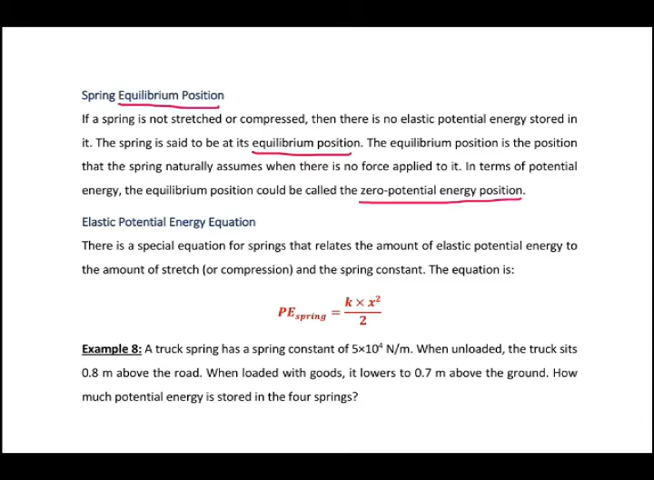 Spring Equilibrium Position
If a spring is not stretched or compressed, then there is no elastic potential energy stored in
it. The spring is said to be at its equilibrium position. The equilibrium position is the position
that the spring naturally assumes when there is no force applied to it. In terms of potential
energy, the equilibrium position could be called the zero-potential energy position.
Elastic Potential Energy Equation
There is a special equation for springs that relates the amount of elastic potential energy to
the amount of stretch (or compression) and the spring constant. The equation is:
PE_spring = (k × x²) / 2
Example 8: A truck spring has a spring constant of 5×10⁴ N/m. When unloaded, the truck sits
0.8 m above the road. When loaded with goods, it lowers to 0.7 m above the ground. How
much potential energy is stored in the four springs?